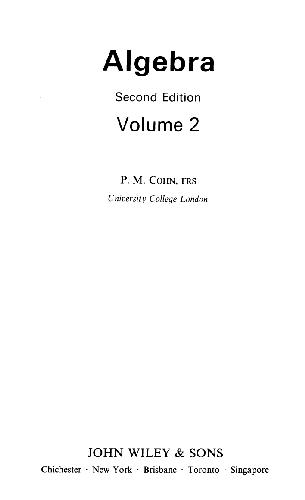 Algebra
Second Edition
Volume 2
P. M. COHN, FRS
University College London
JOHN WILEY & SONS
Chichester · New York · Brisbane · Toronto · Singapore